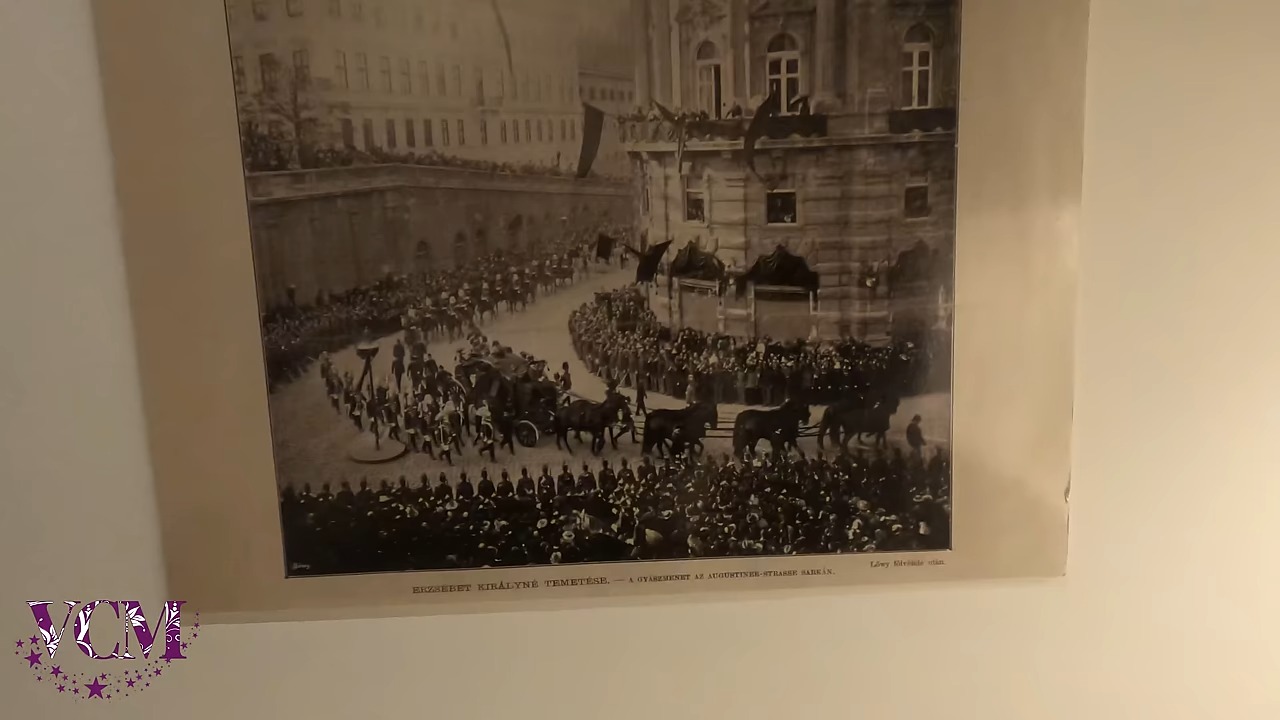 ERZSÉBET KIRÁLYNÉ TEMETÉSE. — A GYÁSZMENET AZ AUGUSTINER-STRASSE SARKÁN.
Löwy fölvétele után.
VCM